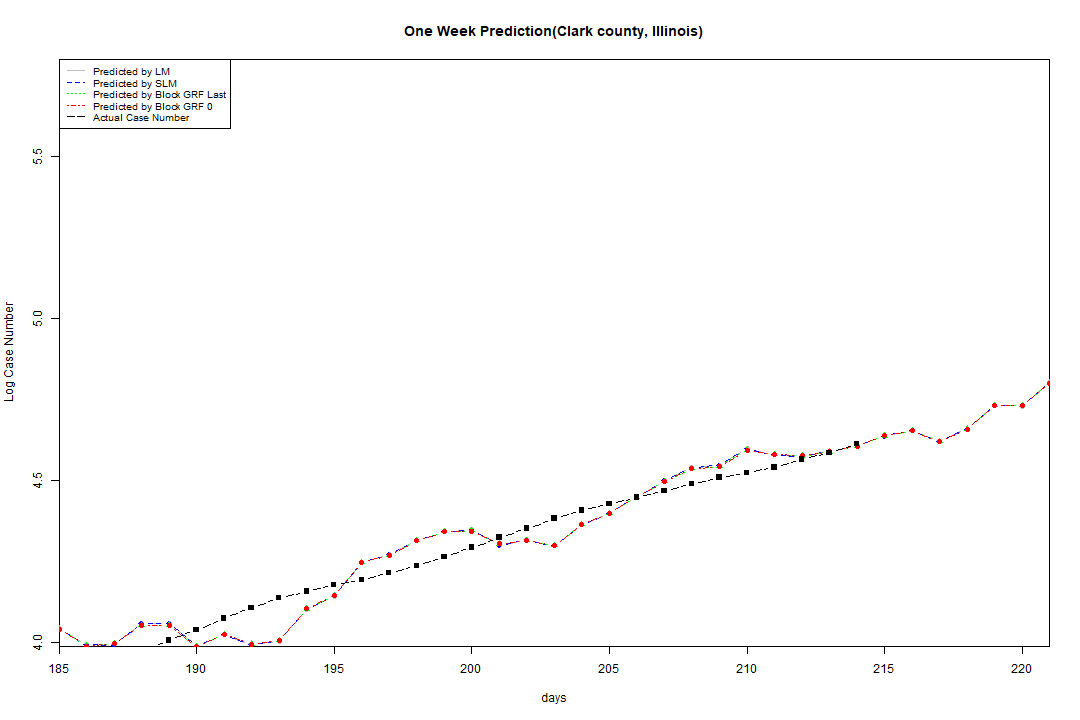 One Week Prediction(Clark county, Illinois)
Predicted by LM
Predicted by SLM
Predicted by Block GRF Last
Predicted by Block GRF 0
Actual Case Number
5.5
5.0
4.5
4.0
Log Case Number
185 190 195 200 205 210 215 220
days